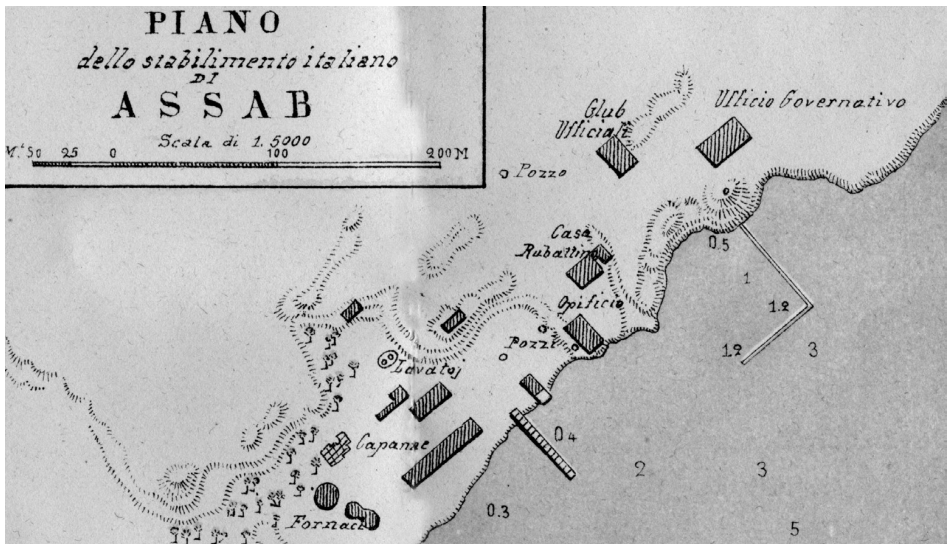 PIANO
dello stabilimento italiano
DI
ASSAB
Scala di 1.5000
M.ᵗ 50 25 0 100 200 M
Glub
Ufficiali
Ufficio Governativo
Pozzo
Casa
Rubattino
0.5
1
1.2
Opificio
1.2
3
Pozzi
Lavatoj
Capanne
0.4
2
3
Fornaci
0.3
5